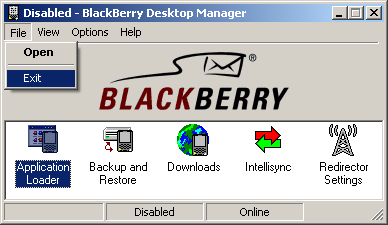 Disabled - BlackBerry Desktop Manager
File View Options Help
Open
Exit
®
BLACKBERRY
Application Loader
Backup and Restore
Downloads
Intellisync
Redirector Settings
Disabled Online